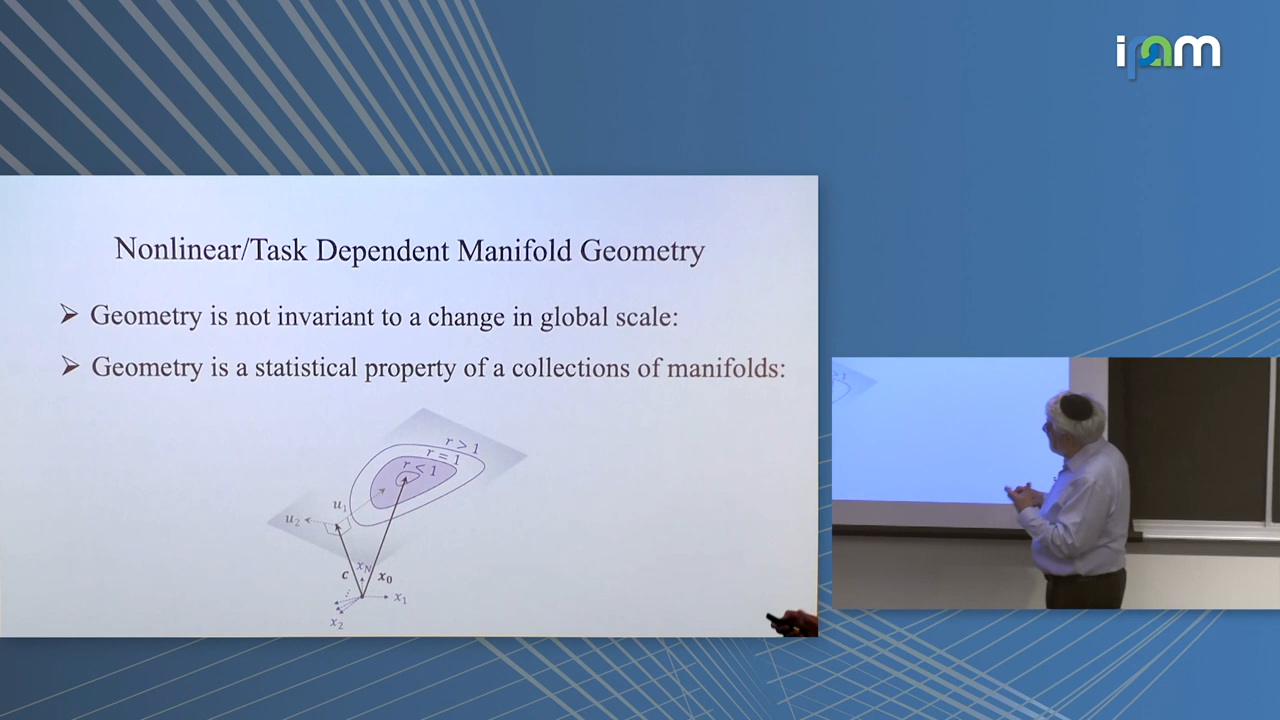 ipam
Nonlinear/Task Dependent Manifold Geometry
➢ Geometry is not invariant to a change in global scale:
➢ Geometry is a statistical property of a collections of manifolds:
r > 1
r = 1
r < 1
u₁
u₂
c
x_N
x₀
x₁
x₂